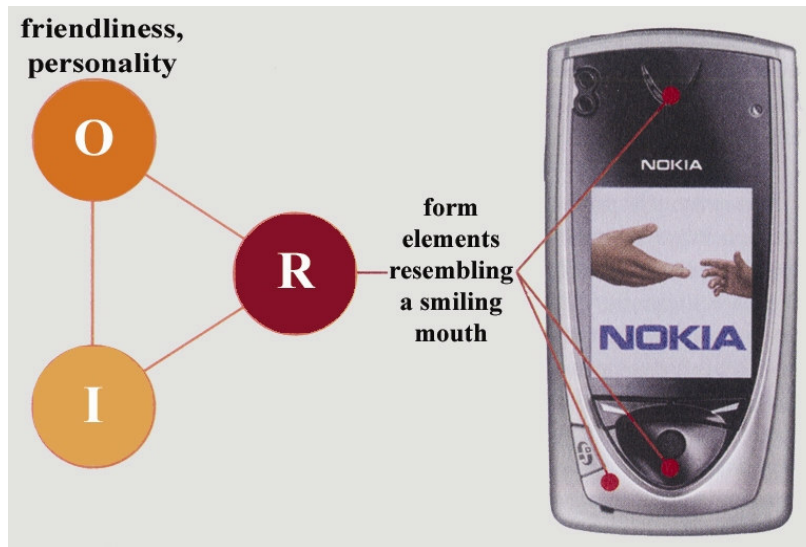 friendliness,
personality
O
R
I
form
elements
resembling
a smiling
mouth
NOKIA
NOKIA